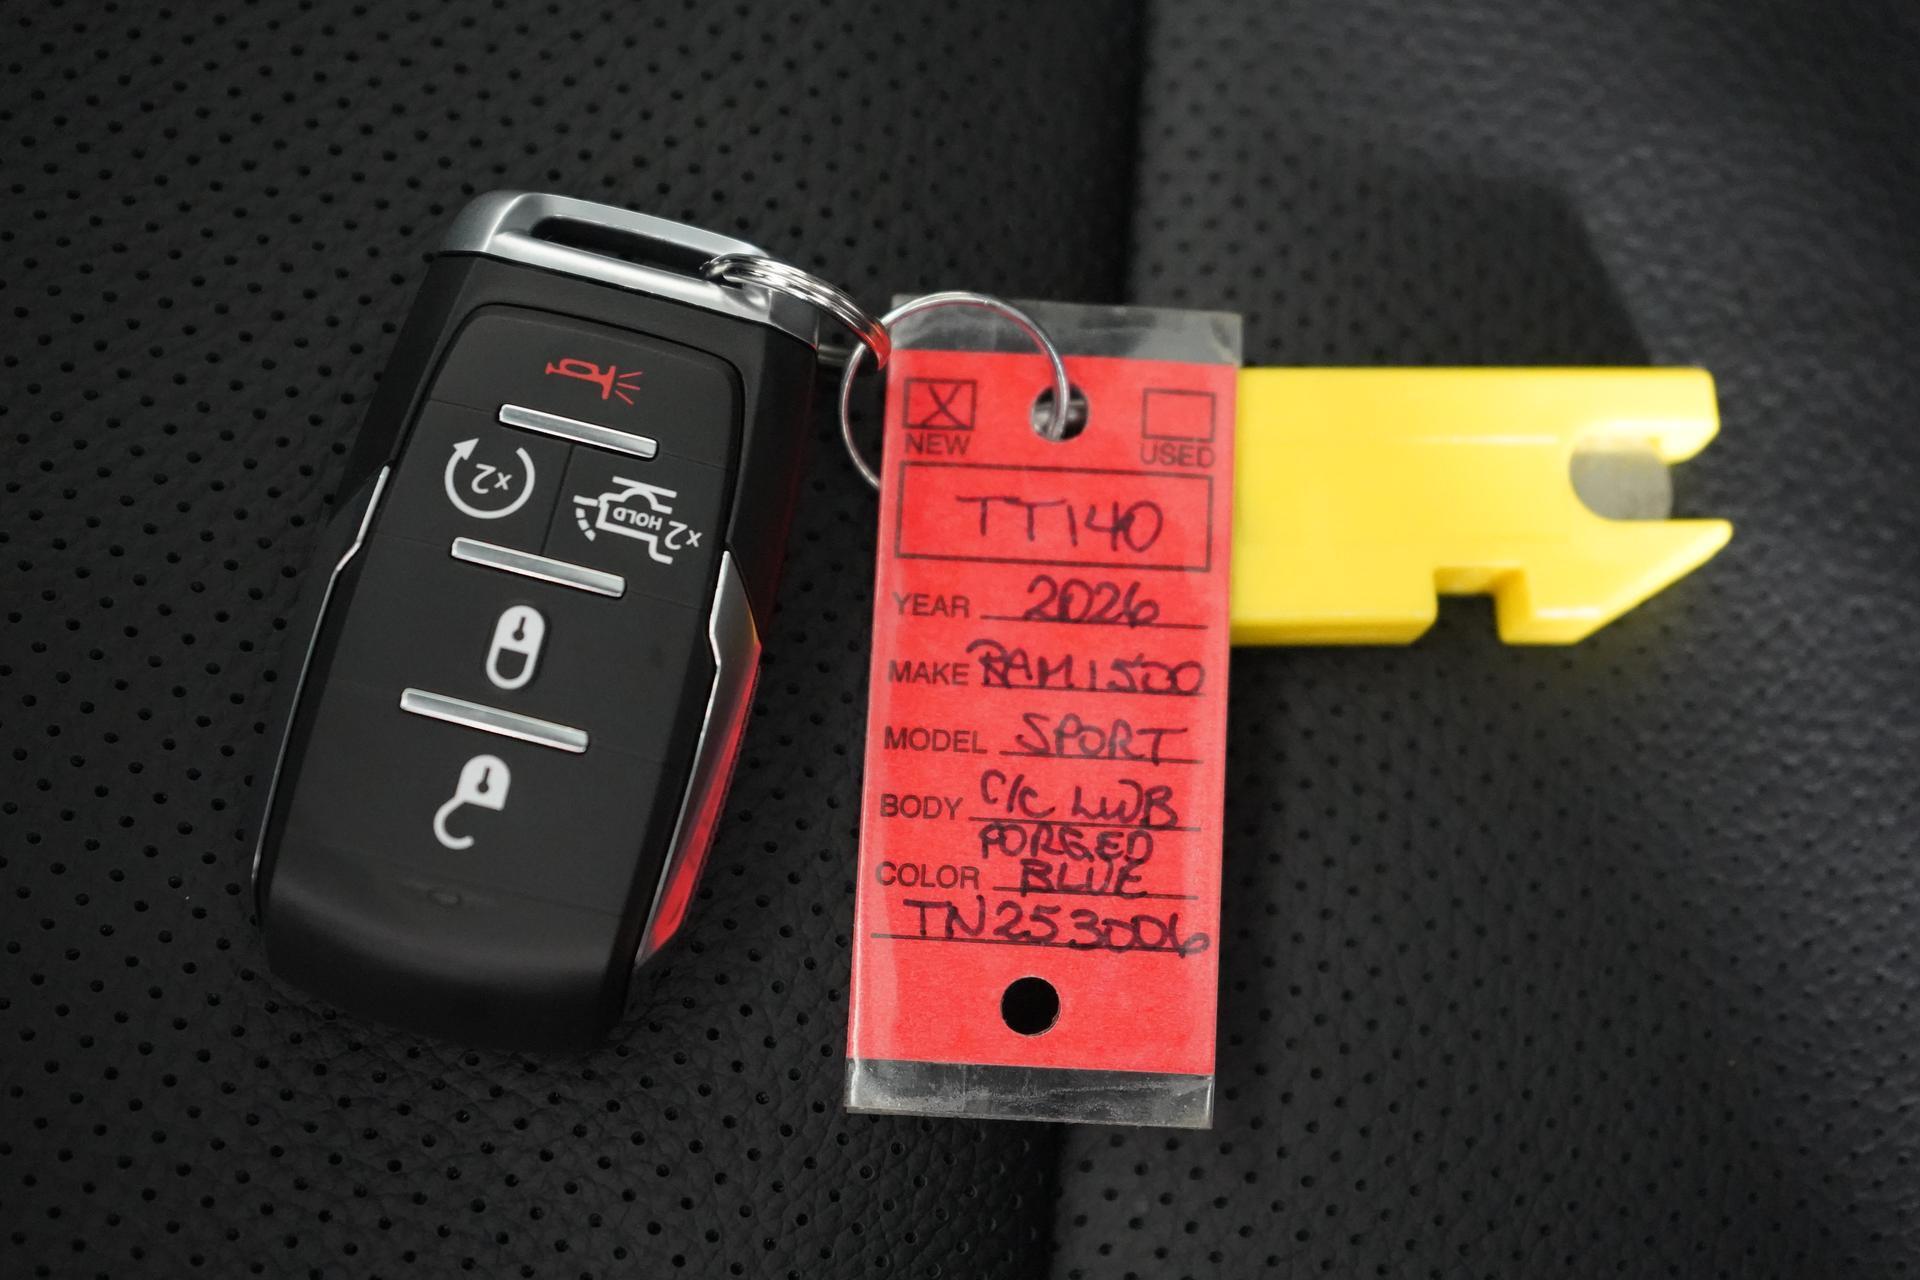 x2
HOLD
x2
X
NEW
USED
TT140
YEAR 2026
MAKE RAM 1500
MODEL SPORT
BODY C/C LWB
FORGED
COLOR BLUE
TN253006